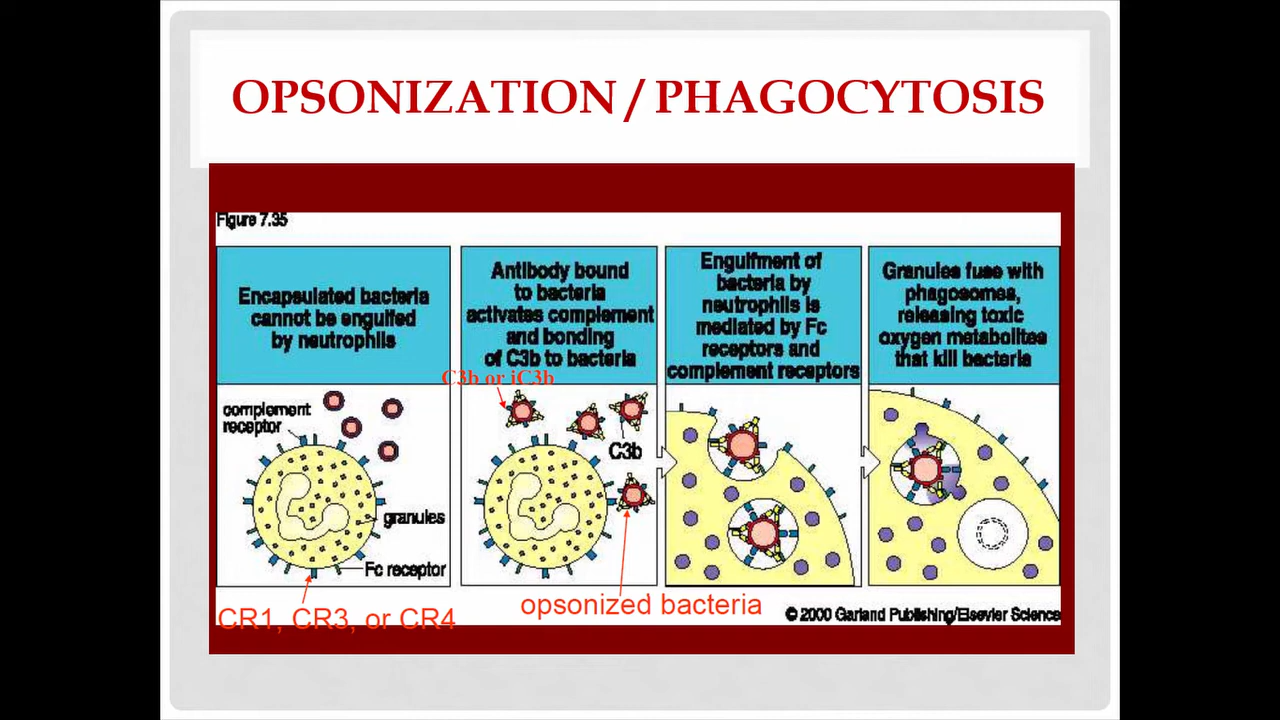 OPSONIZATION / PHAGOCYTOSIS
Figure 7.35
Encapsulated bacteria
cannot be engulfed
by neutrophils
Antibody bound
to bacteria
activates complement
and bonding
of C3b to bacteria
Engulfment of
bacteria by
neutrophils is
mediated by Fc
receptors and
complement receptors
Granules fuse with
phagosomes,
releasing toxic
oxygen metabolites
that kill bacteria
C3b or iC3b
complement
receptor
C3b
granules
Fc receptor
CR1, CR3, or CR4
opsonized bacteria
© 2000 Garland Publishing/Elsevier Science